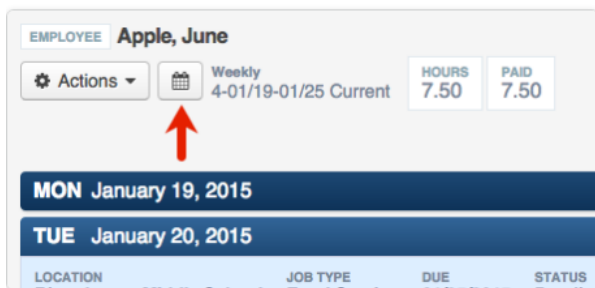 EMPLOYEE Apple, June
Actions Weekly HOURS PAID
4-01/19-01/25 Current 7.50 7.50
MON January 19, 2015
TUE January 20, 2015
LOCATION JOB TYPE DUE STATUS